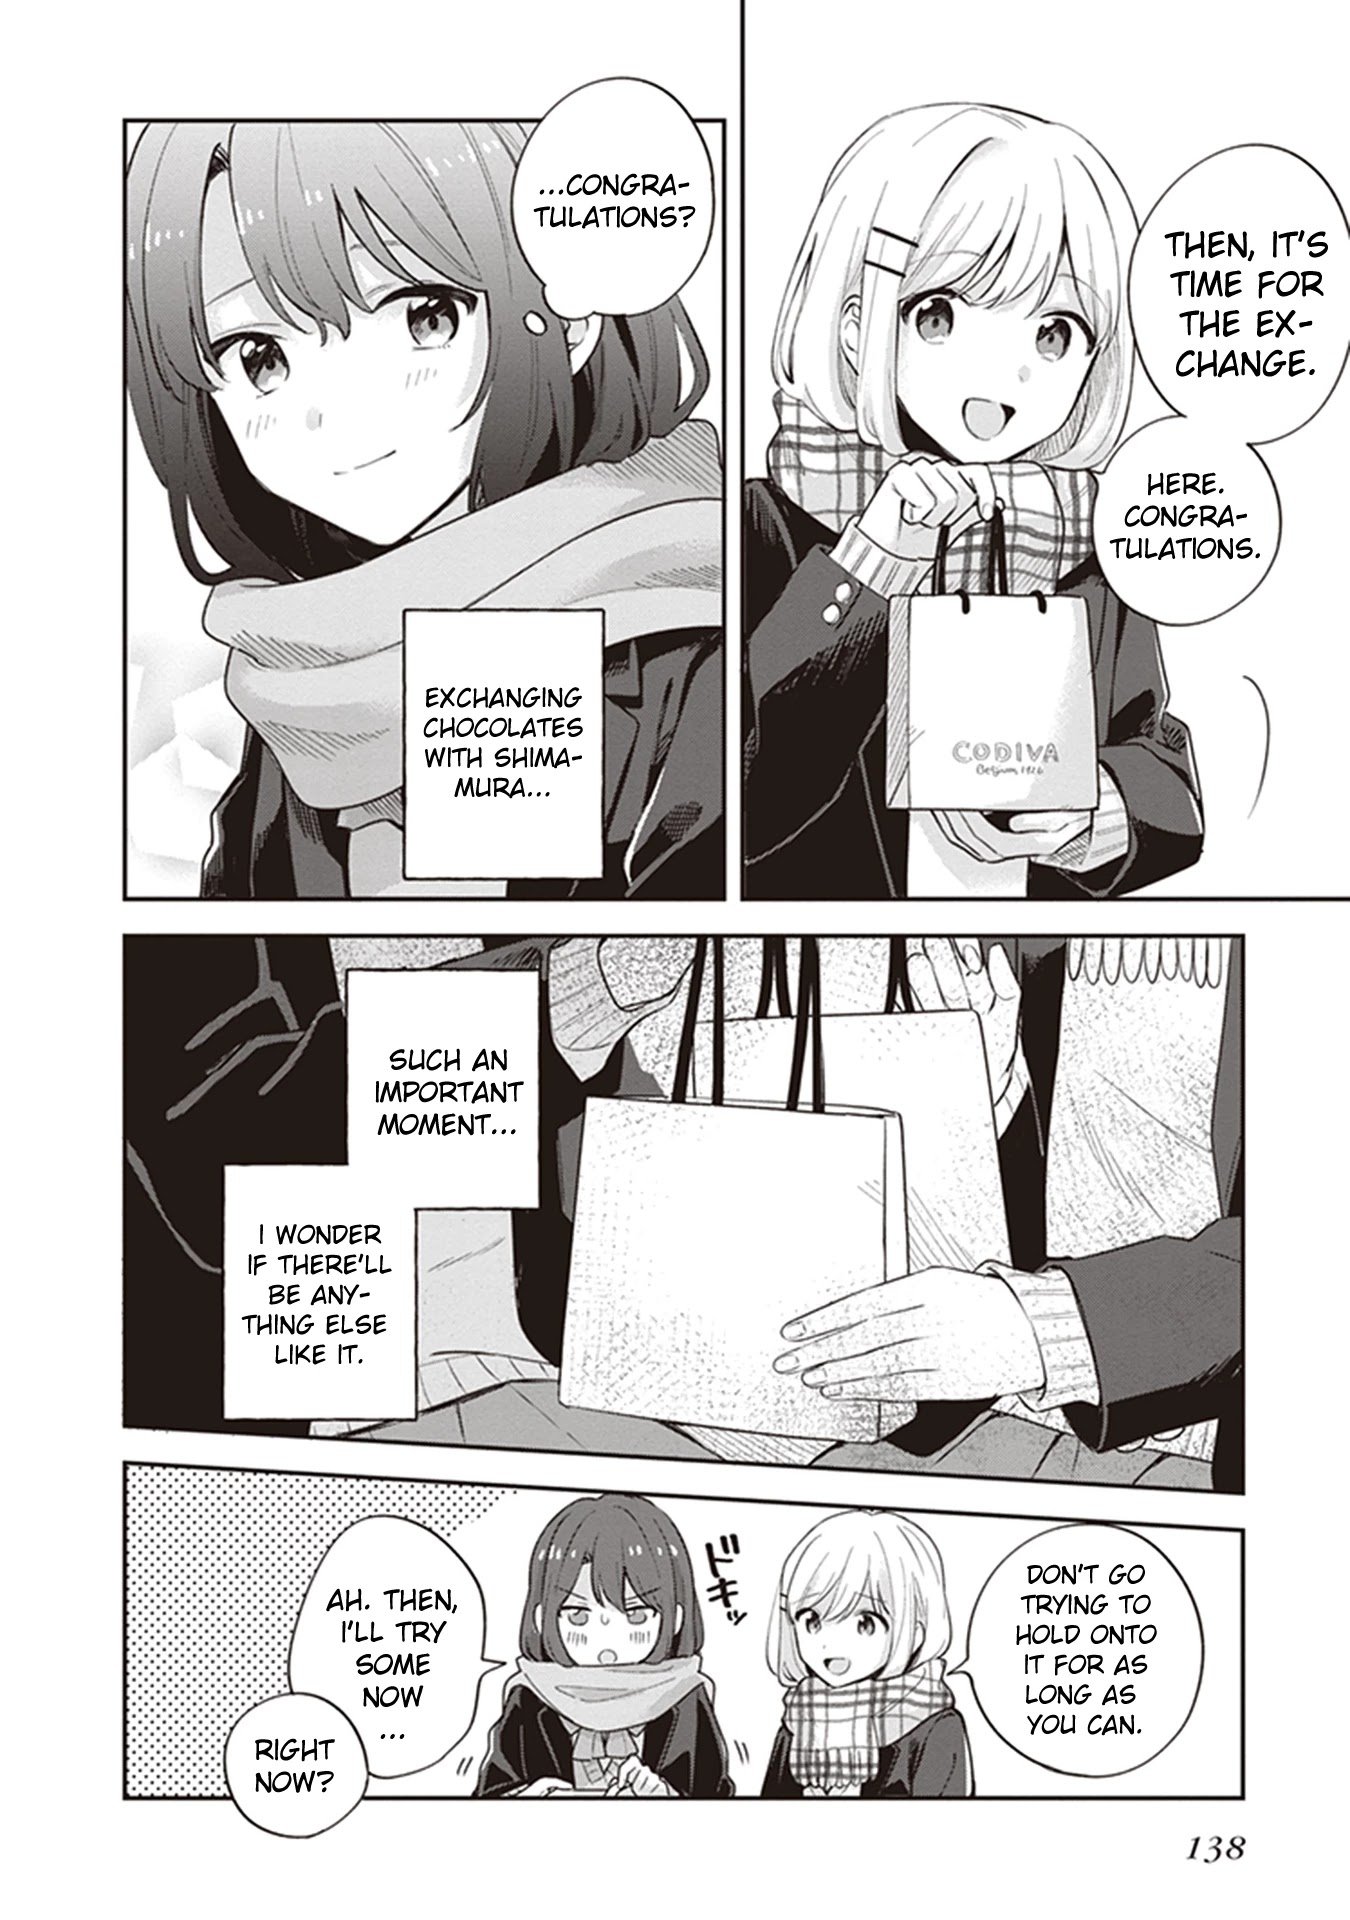 THEN, IT'S
TIME FOR
THE EX-
CHANGE.
HERE.
CONGRA-
TULATIONS.
CODIVA
Belgium 1926
...CONGRA-
TULATIONS?
EXCHANGING
CHOCOLATES
WITH SHIMA-
MURA...
SUCH AN
IMPORTANT
MOMENT...
I WONDER
IF THERE'LL
BE ANY-
THING ELSE
LIKE IT.
DON'T GO
TRYING TO
HOLD ONTO
IT FOR AS
LONG AS
YOU CAN.
ドキッ
AH. THEN,
I'LL TRY
SOME
NOW
...
RIGHT
NOW?
138